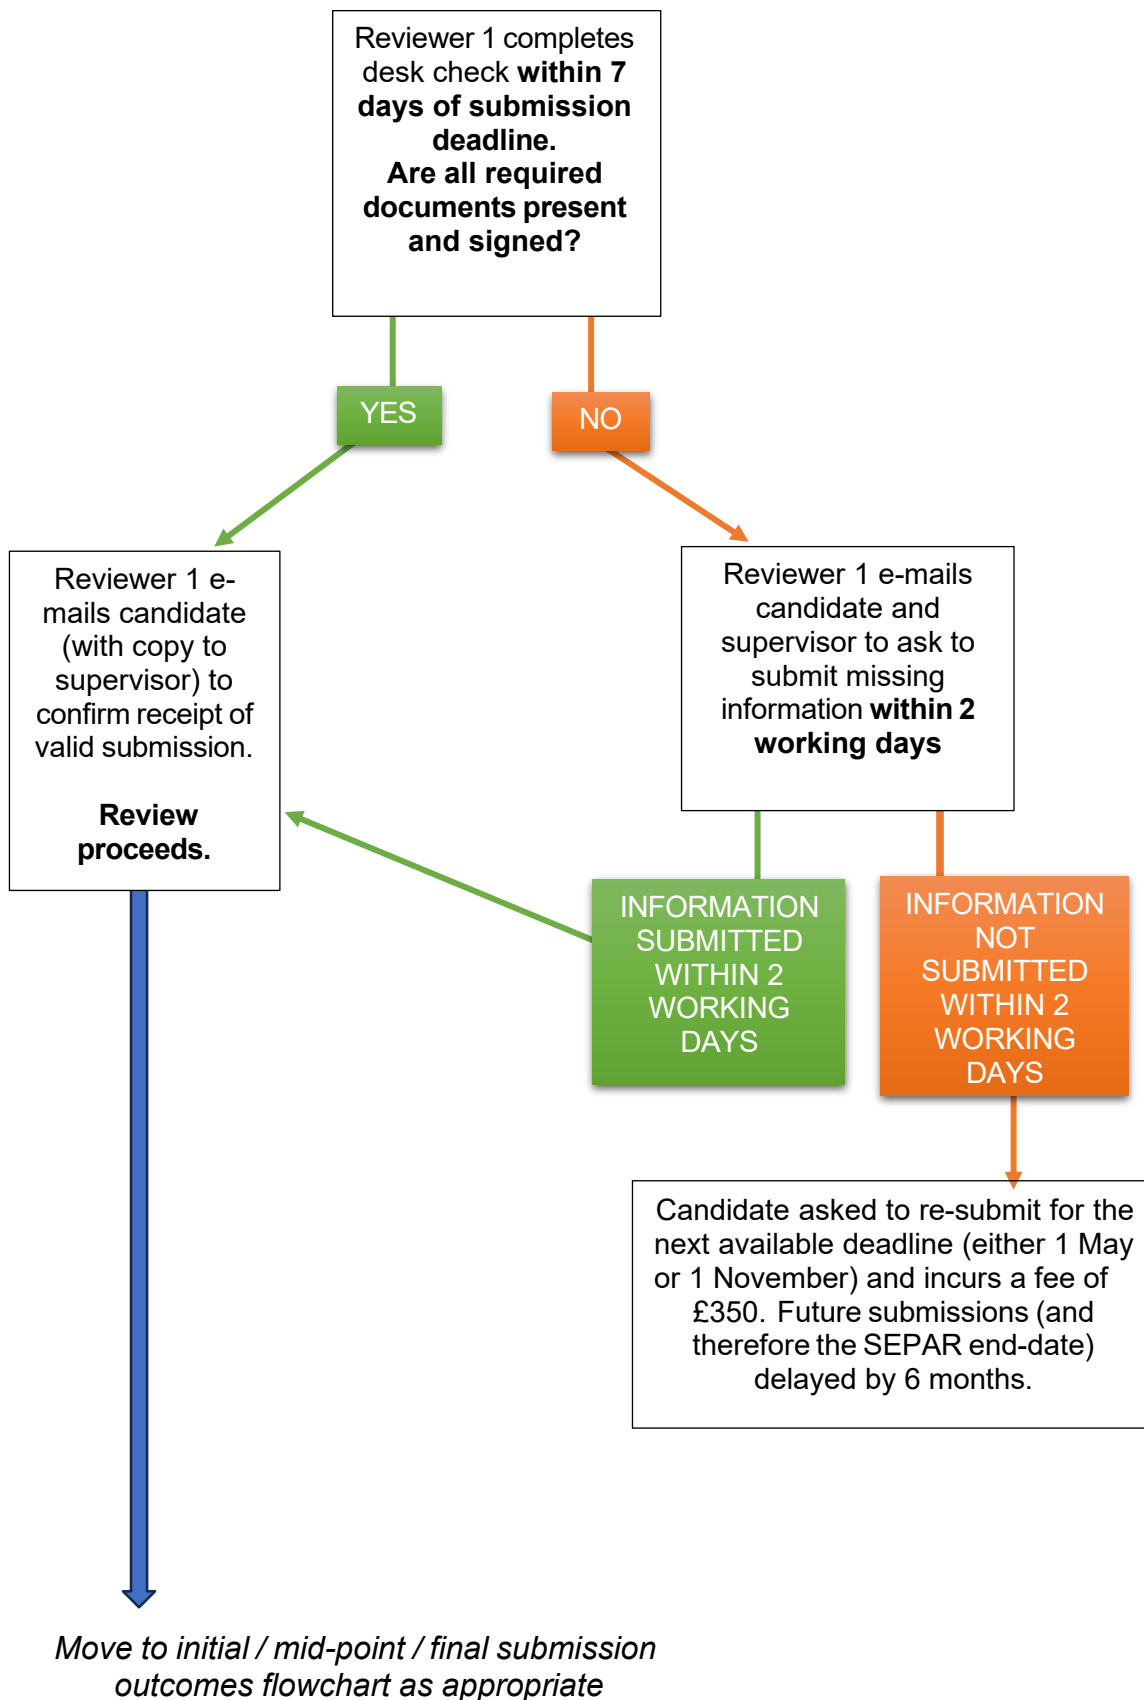 Reviewer 1 completes
desk check within 7
days of submission
deadline.
Are all required
documents present
and signed?
YES
NO
Reviewer 1 e-
mails candidate
(with copy to
supervisor) to
confirm receipt of
valid submission.
Review
proceeds.
Reviewer 1 e-mails
candidate and
supervisor to ask to
submit missing
information within 2
working days
INFORMATION
SUBMITTED
WITHIN 2
WORKING
DAYS
INFORMATION
NOT
SUBMITTED
WITHIN 2
WORKING
DAYS
Candidate asked to re-submit for the
next available deadline (either 1 May
or 1 November) and incurs a fee of
£350. Future submissions (and
therefore the SEPAR end-date)
delayed by 6 months.
Move to initial / mid-point / final submission
outcomes flowchart as appropriate